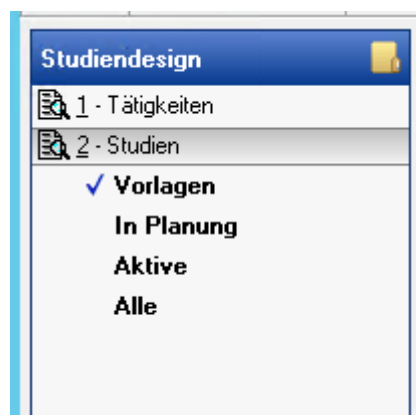 Studiendesign
1 - Tätigkeiten
2 - Studien
Vorlagen
In Planung
Aktive
Alle